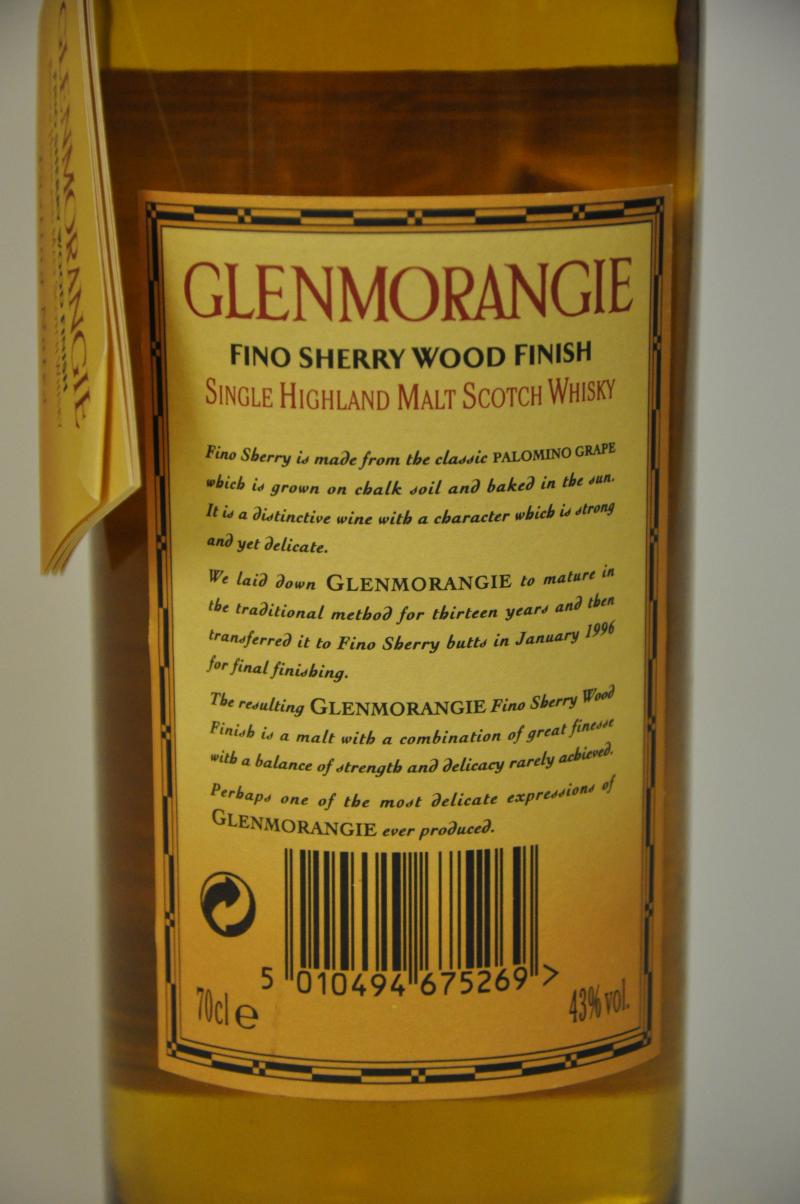 GLENMORANGIE
GLENMORANGIE
FINO SHERRY WOOD FINISH
SINGLE HIGHLAND MALT SCOTCH WHISKY
Fino Sherry is made from the classic PALOMINO GRAPE
which is grown on chalk soil and baked in the sun.
It is a distinctive wine with a character which is strong
and yet delicate.
We laid down GLENMORANGIE to mature in
the traditional method for thirteen years and then
transferred it to Fino Sherry butts in January 1996
for final finishing.
The resulting GLENMORANGIE Fino Sherry Wood
Finish is a malt with a combination of great finesse
with a balance of strength and delicacy rarely achieved.
Perhaps one of the most delicate expressions of
GLENMORANGIE ever produced.
5 010494 675269 >
70cl e
43% vol.